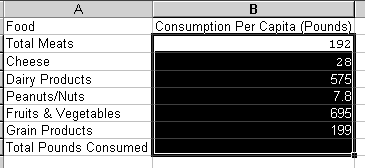 A B
Food Consumption Per Capita (Pounds)
Total Meats 192
Cheese 28
Dairy Products 575
Peanuts/Nuts 7.8
Fruits & Vegetables 695
Grain Products 199
Total Pounds Consumed